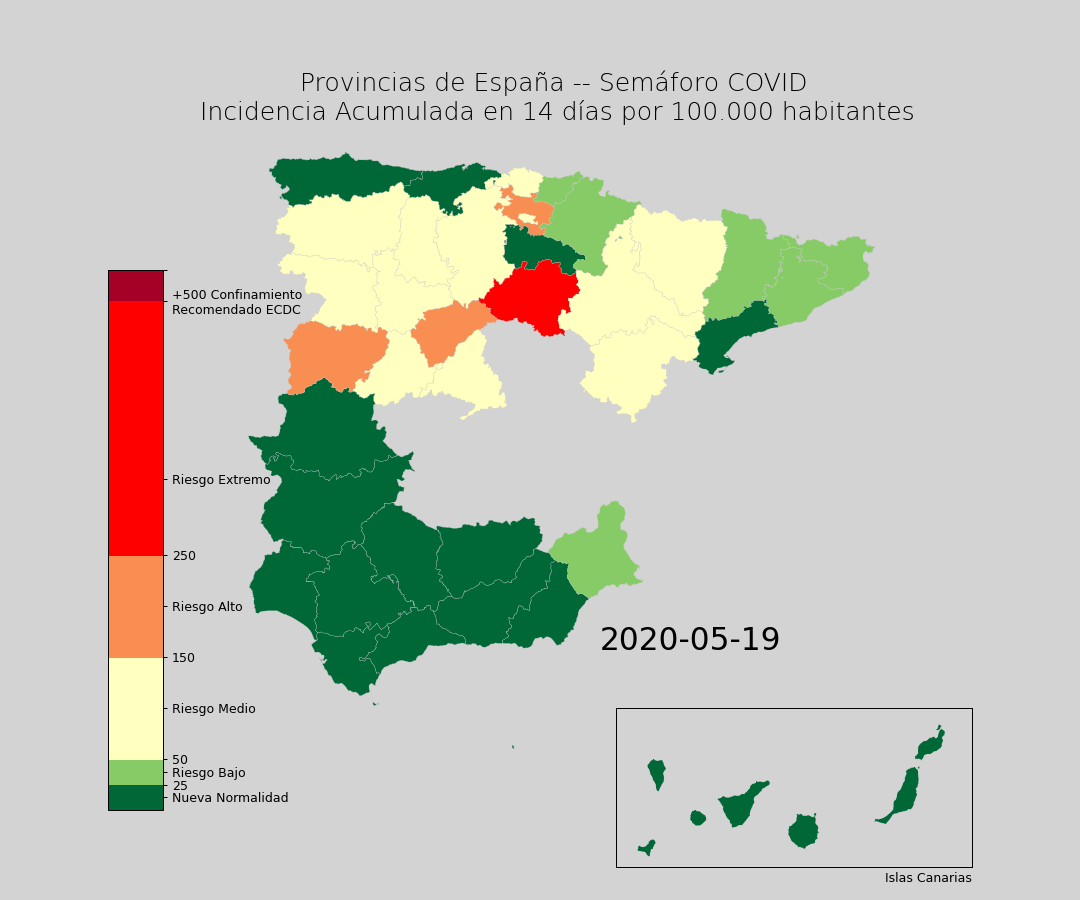 Provincias de España -- Semáforo COVID
Incidencia Acumulada en 14 días por 100.000 habitantes
+500 Confinamiento
Recomendado ECDC
Riesgo Extremo
250
Riesgo Alto
150
Riesgo Medio
50
Riesgo Bajo
25
Nueva Normalidad
2020-05-19
Islas Canarias